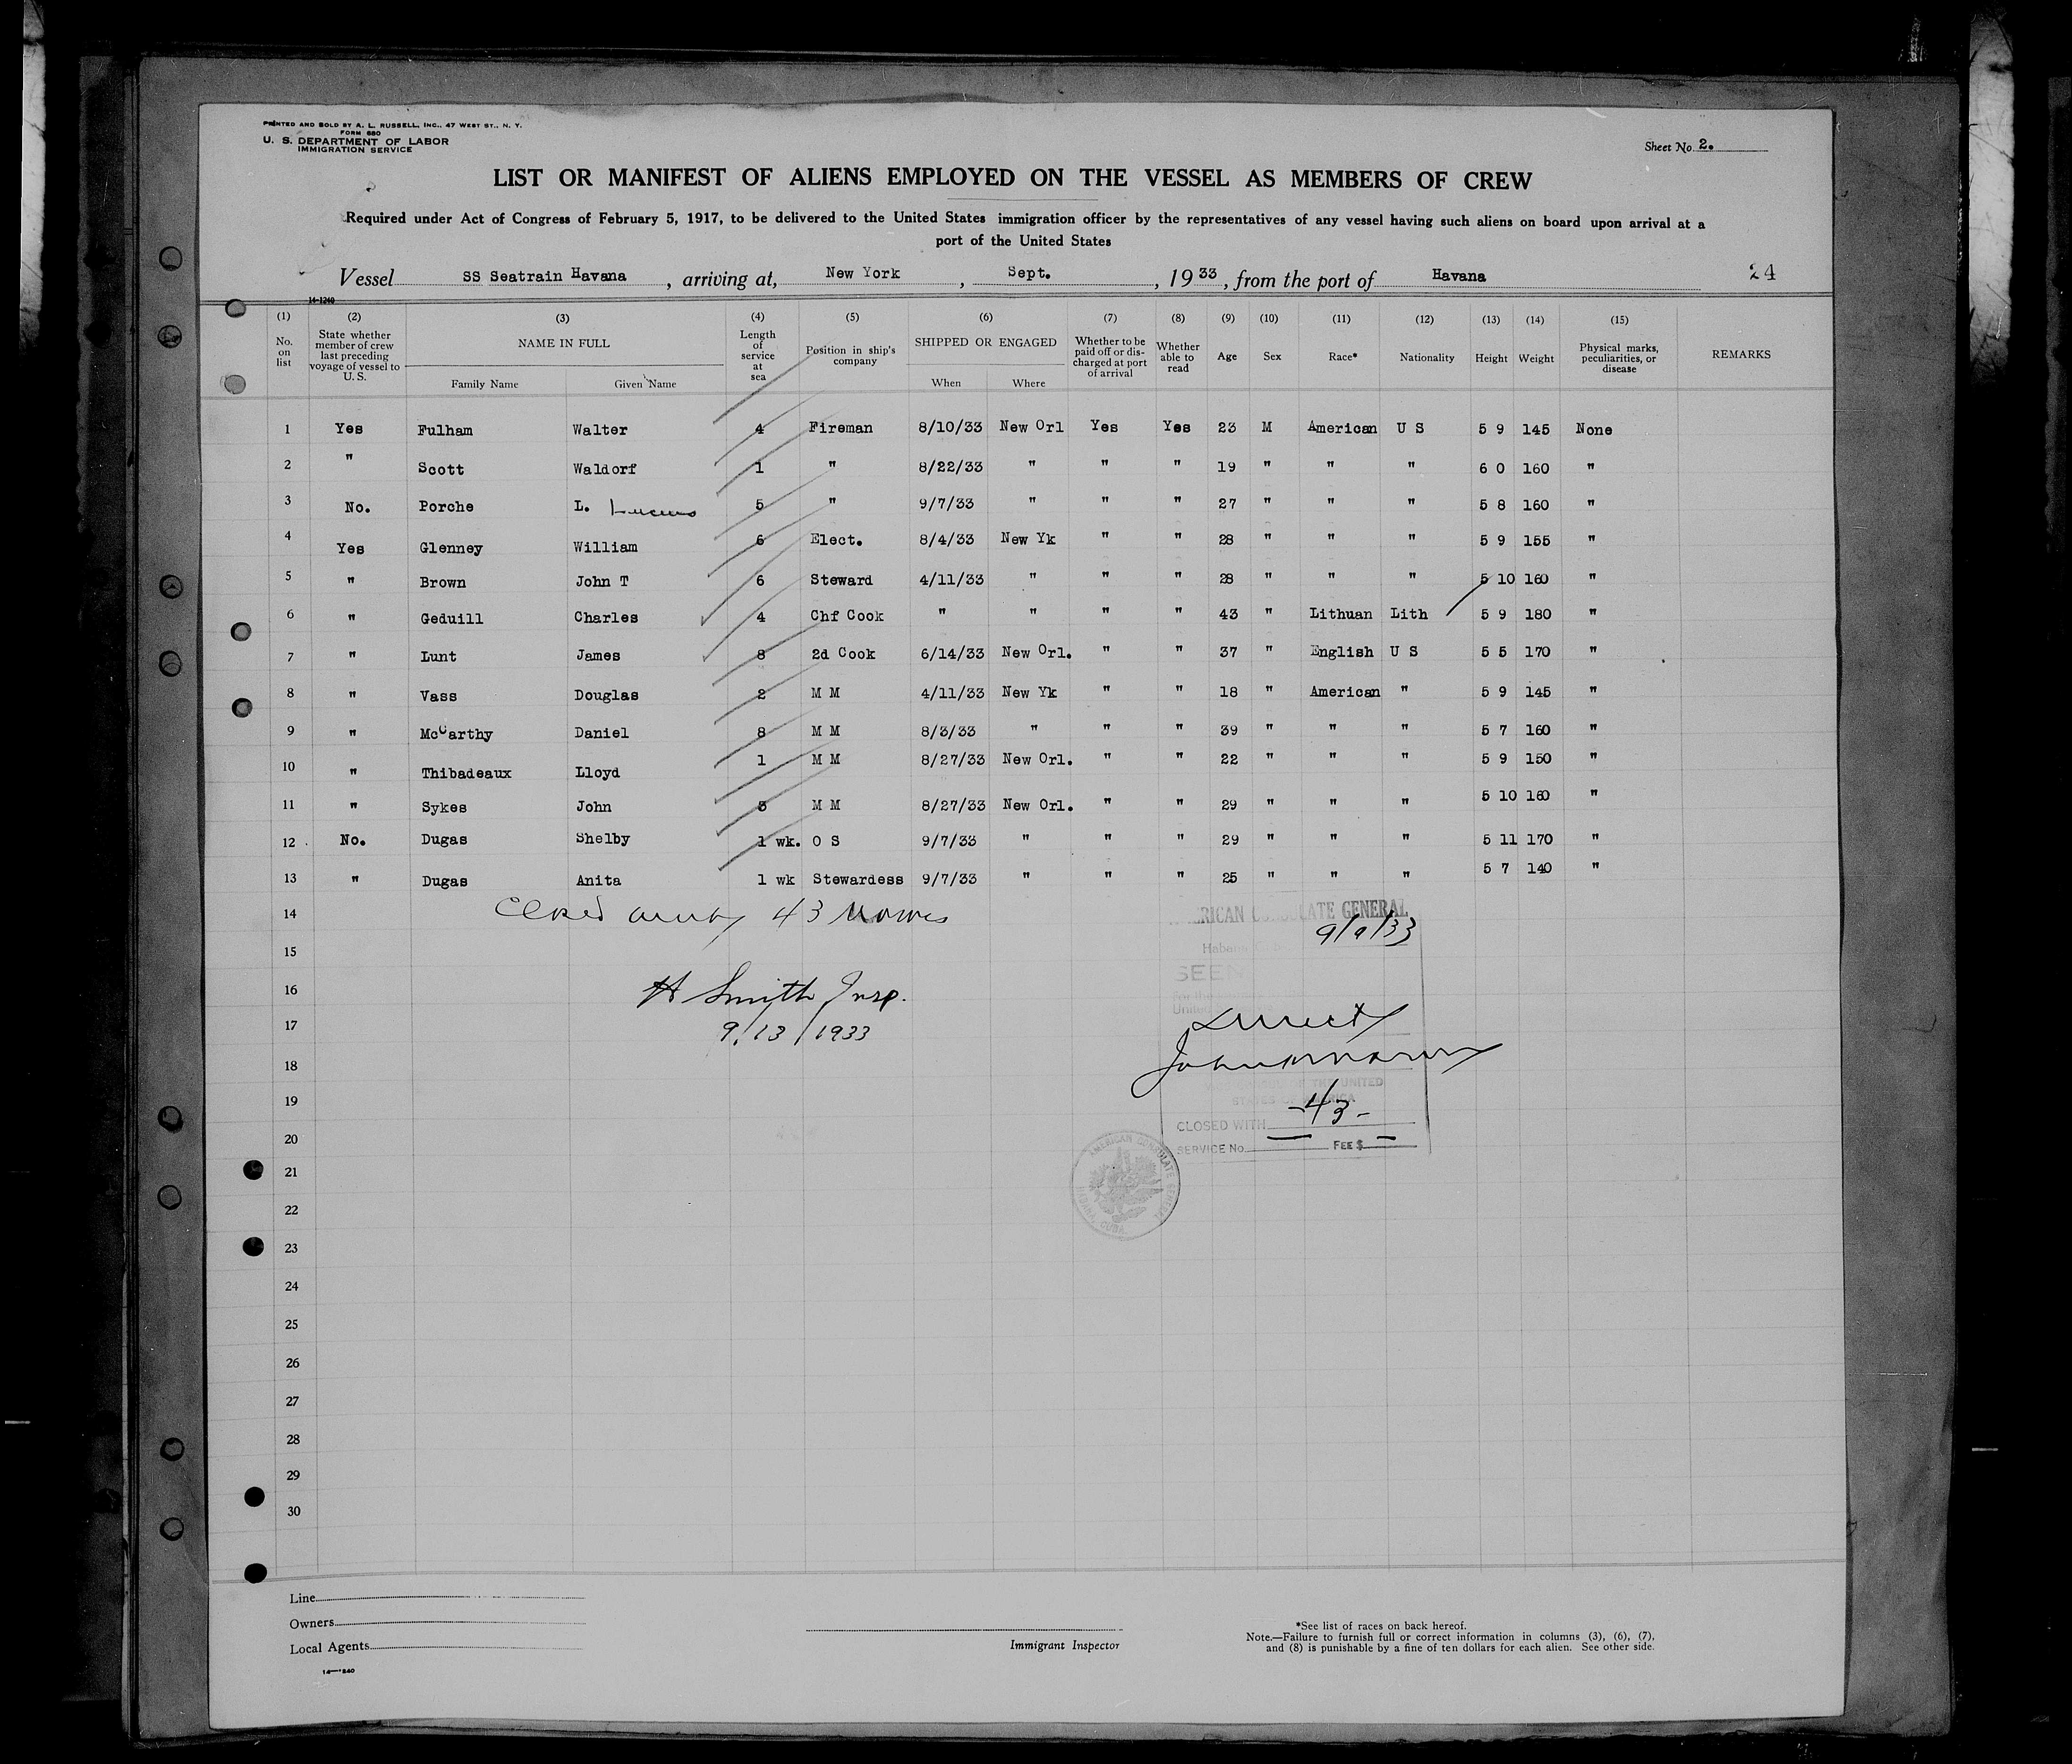 PRINTED AND SOLD BY A. L. RUSSELL, INC., 47 WEST ST., N. Y.
FORM 680
U. S. DEPARTMENT OF LABOR
IMMIGRATION SERVICE
Sheet No. 2.
LIST OR MANIFEST OF ALIENS EMPLOYED ON THE VESSEL AS MEMBERS OF CREW
Required under Act of Congress of February 5, 1917, to be delivered to the United States immigration officer by the representatives of any vessel having such aliens on board upon arrival at a
port of the United States
Vessel SS Seatrain Havana, arriving at, New York, Sept., 1933, from the port of Havana 24
14-1240
(1) (2) (3) (4) (5) (6) (7) (8) (9) (10) (11) (12) (13) (14) (15)
No. on list State whether member of crew last preceding voyage of vessel to U. S. NAME IN FULL Family Name Given Name Length of service at sea Position in ship's company SHIPPED OR ENGAGED When Where Whether to be paid off or discharged at port of arrival Whether able to read Age Sex Race* Nationality Height Weight Physical marks, peculiarities, or disease REMARKS
1 Yes Fulham Walter 4 Fireman 8/10/33 New Orl Yes Yes 23 M American U S 5 9 145 None
2 " Scott Waldorf 1 " 8/22/33 " " " 19 " " " 6 0 160 "
3 No. Porche L. 5 " 9/7/33 " " " 27 " " " 5 8 160 "
4 Yes Glenney William 6 Elect. 8/4/33 New Yk " " 28 " " " 5 9 155 "
5 " Brown John T 6 Steward 4/11/33 " " " 28 " " " 5 10 160 "
6 " Geduill Charles 4 Chf Cook " " " " 43 " Lithuan Lith 5 9 180 "
7 " Lunt James 8 2d Cook 6/14/33 New Orl. " " 37 " English U S 5 5 170 "
8 " Vass Douglas 2 M M 4/11/33 New Yk " " 18 " American " 5 9 145 "
9 " McCarthy Daniel 8 M M 8/3/33 " " " 39 " " " 5 7 160 "
10 " Thibadeaux Lloyd 1 M M 8/27/33 New Orl. " " 22 " " " 5 9 150 "
11 " Sykes John M M 8/27/33 New Orl. " " 29 " " " 5 10 "
12 No. Dugas Shelby 1 wk. O S 9/7/33 " " " 29 " " " 5 11 170 "
13 " Dugas Anita 1 wk Stewardess 9/7/33 " " " 25 " " " 5 7 140 "
14 Closed 43 names
AMERICAN CONSULATE GENERAL
9/9/33
15
Habana
SEEN
16 H Smith Insp.
17 9/13/1933
18
19
43
CLOSED WITH
20
SERVICE No. FEE $
AMERICAN CONSULATE GENERAL HABANA, CUBA
21
22
23
24
25
26
27
28
29
30
Line
Owners
Local Agents
14-1240
Immigrant Inspector
*See list of races on back hereof.
Note.—Failure to furnish full or correct information in columns (3), (6), (7),
and (8) is punishable by a fine of ten dollars for each alien. See other side.